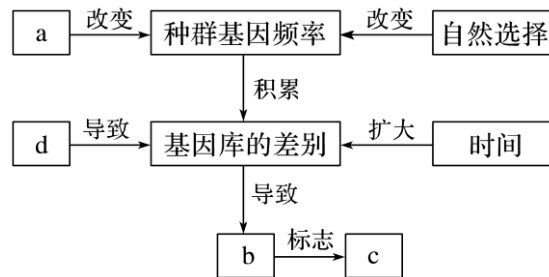 a 改变 种群基因频率 改变 自然选择
积累
d 导致 基因库的差别 扩大 时间
导致
b 标志 c